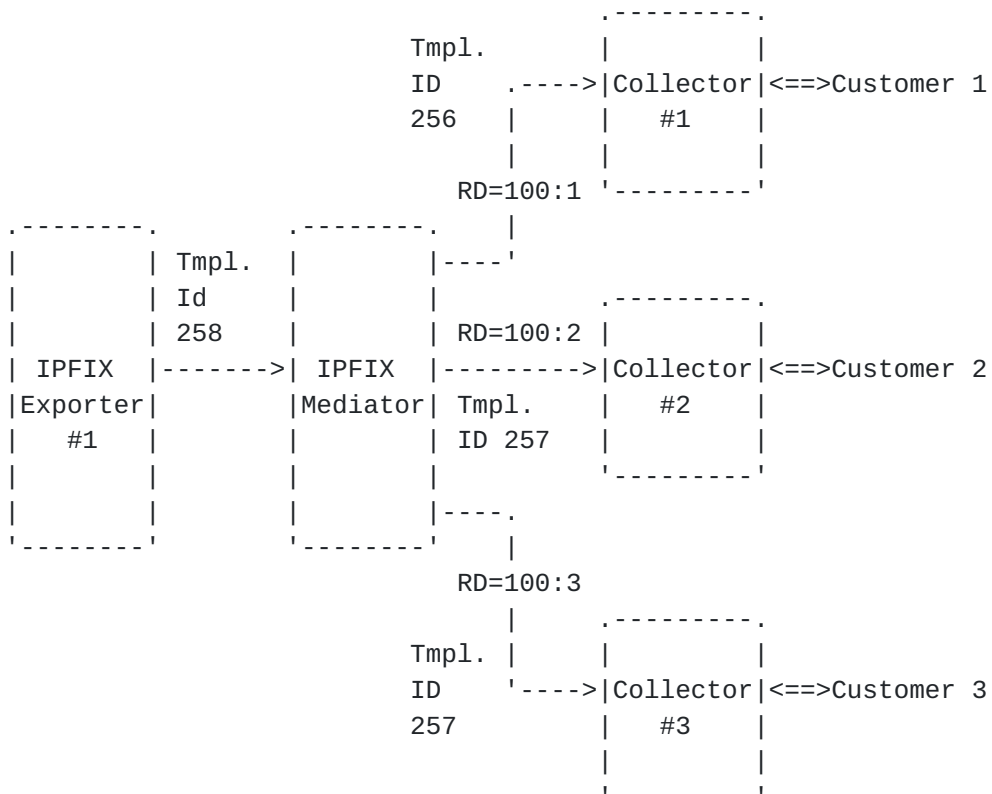 Tmpl.
ID .---->|Collector|<==>Customer 1
256 | | #1 |
RD=100:1 '---------'
.--------. .--------. |
| | Tmpl. | |----'
| | Id | | .---------.
| | 258 | | RD=100:2 | |
| IPFIX |------->| IPFIX |--------->|Collector|<==>Customer 2
|Exporter| |Mediator| Tmpl. | #2 |
| #1 | | | ID 257 | |
RD=100:3
Tmpl. | | |
ID '---->|Collector|<==>Customer 3
257 | #3 |